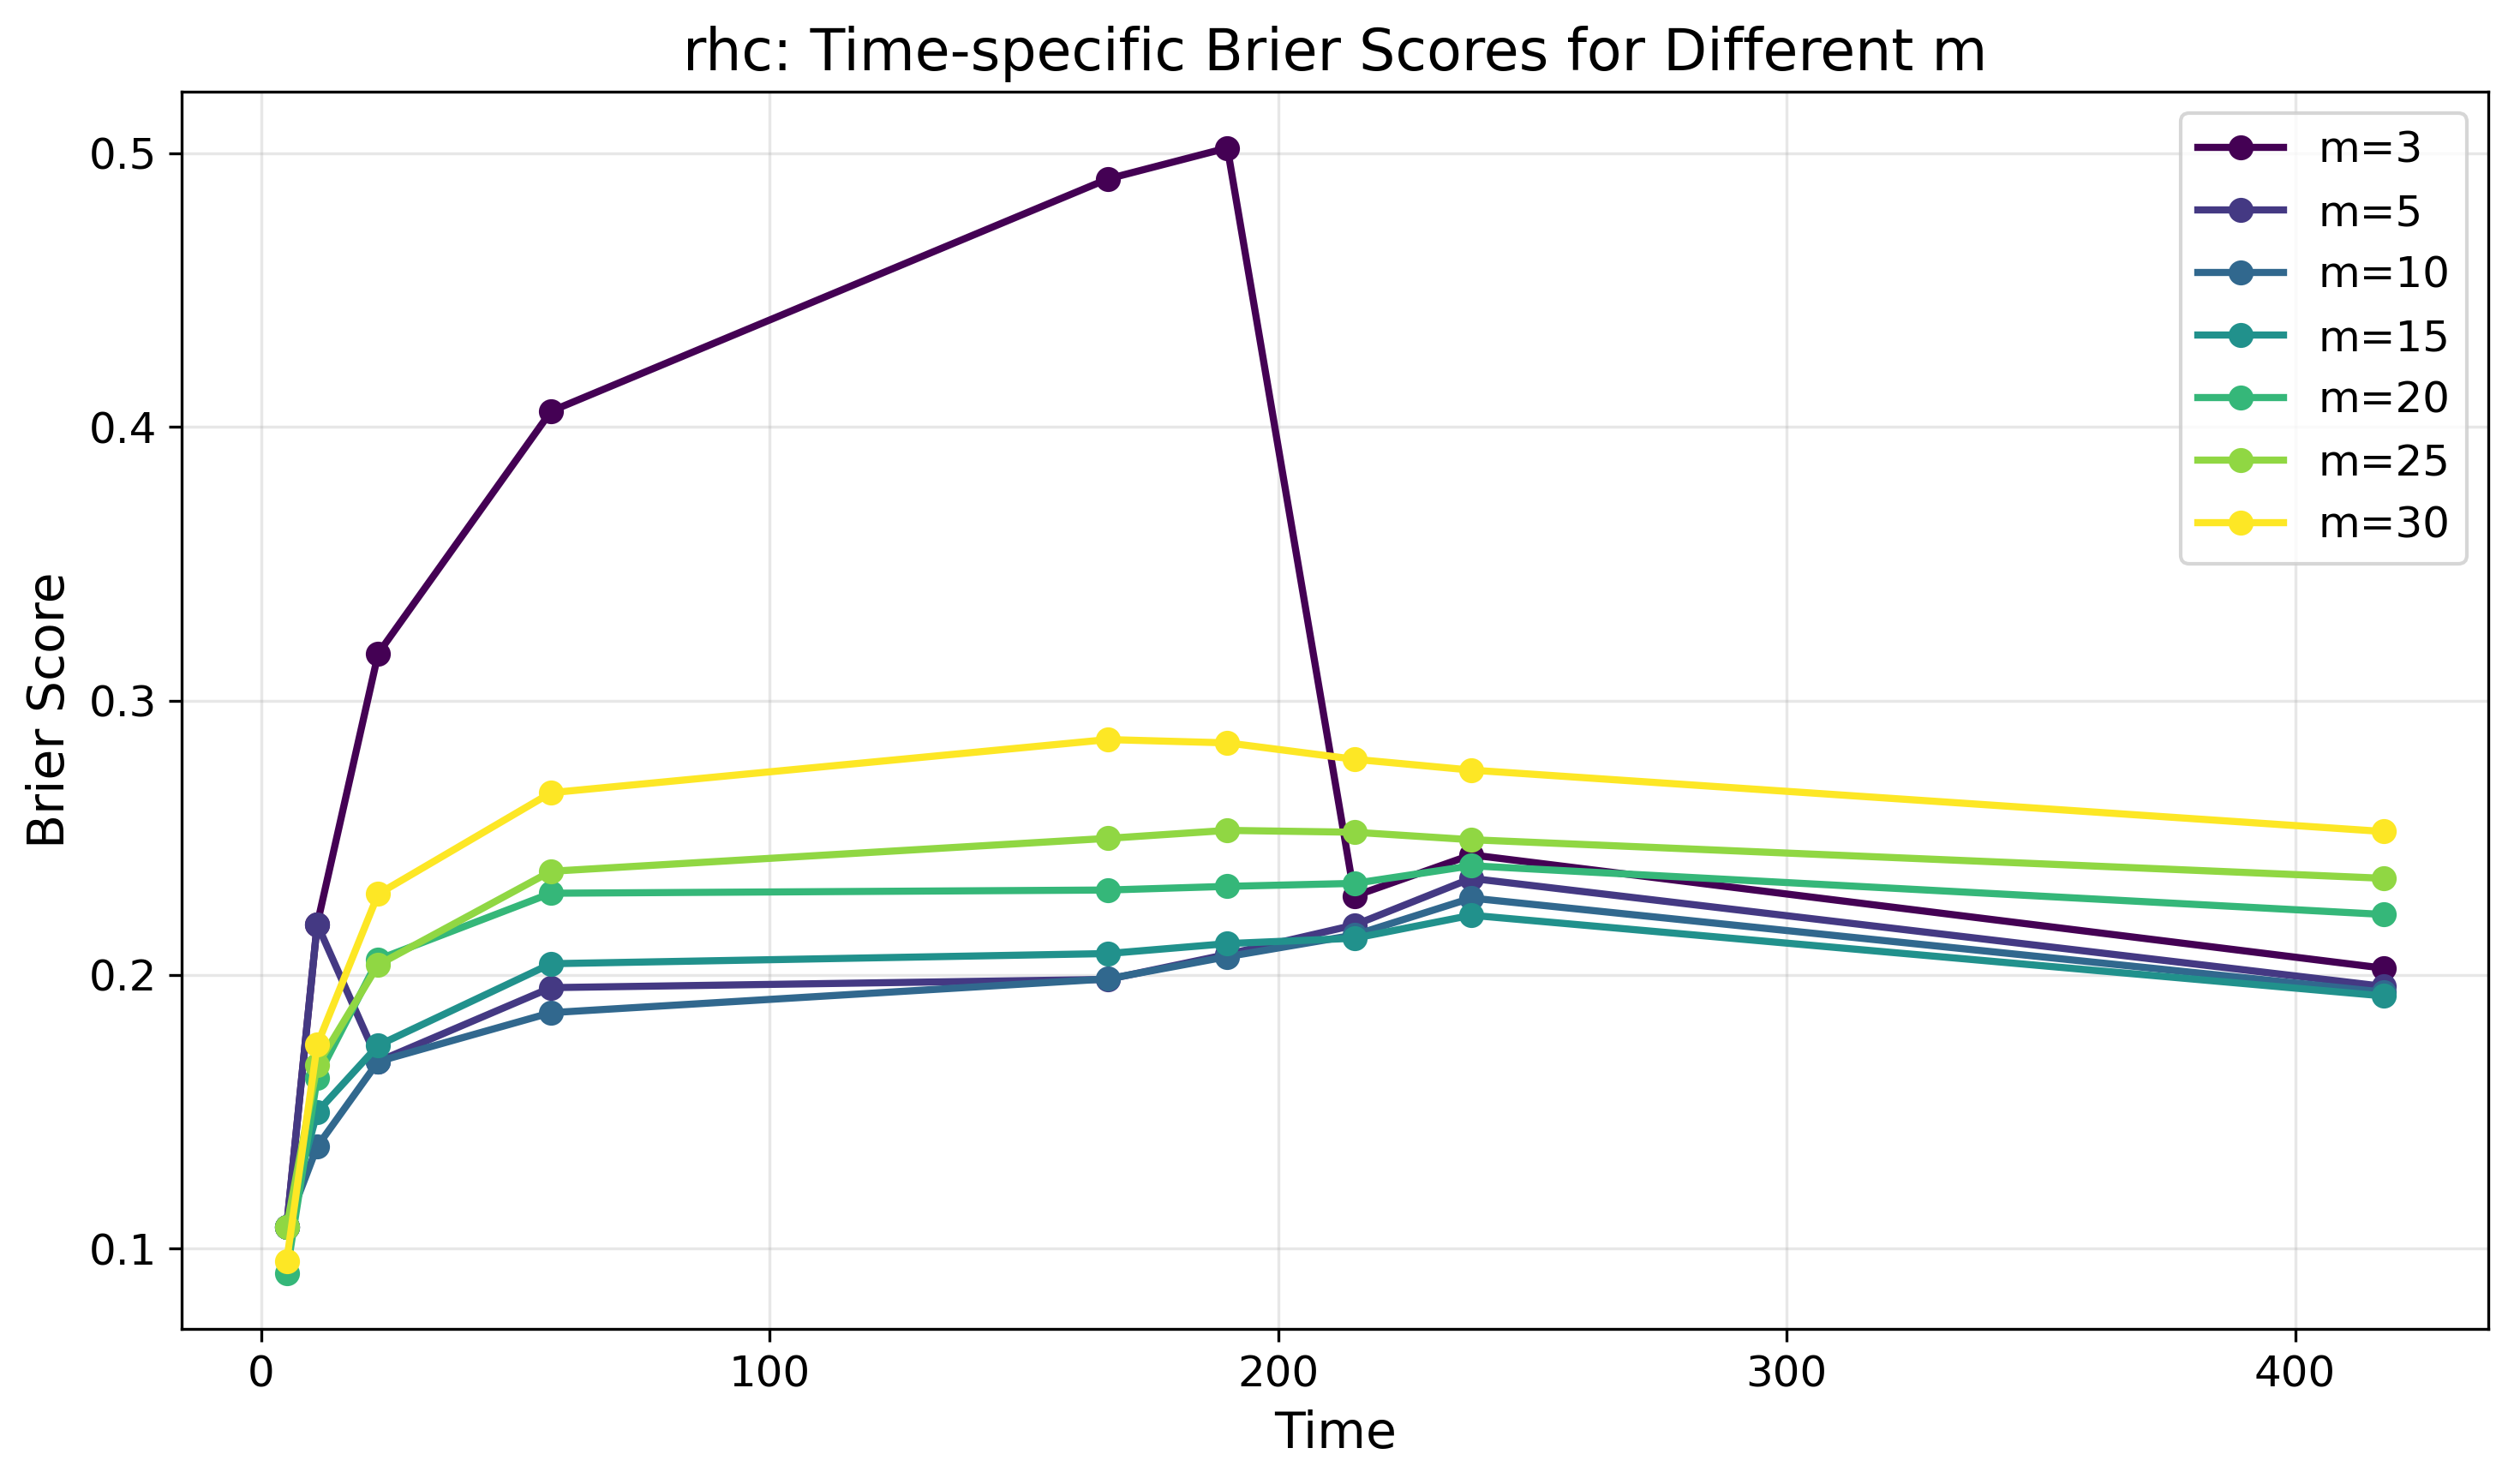 rhc: Time-specific Brier Scores for Different m
Brier Score
0.5
0.4
0.3
0.2
0.1
m=3
m=5
m=10
m=15
m=20
m=25
m=30
0 100 200 300 400
Time